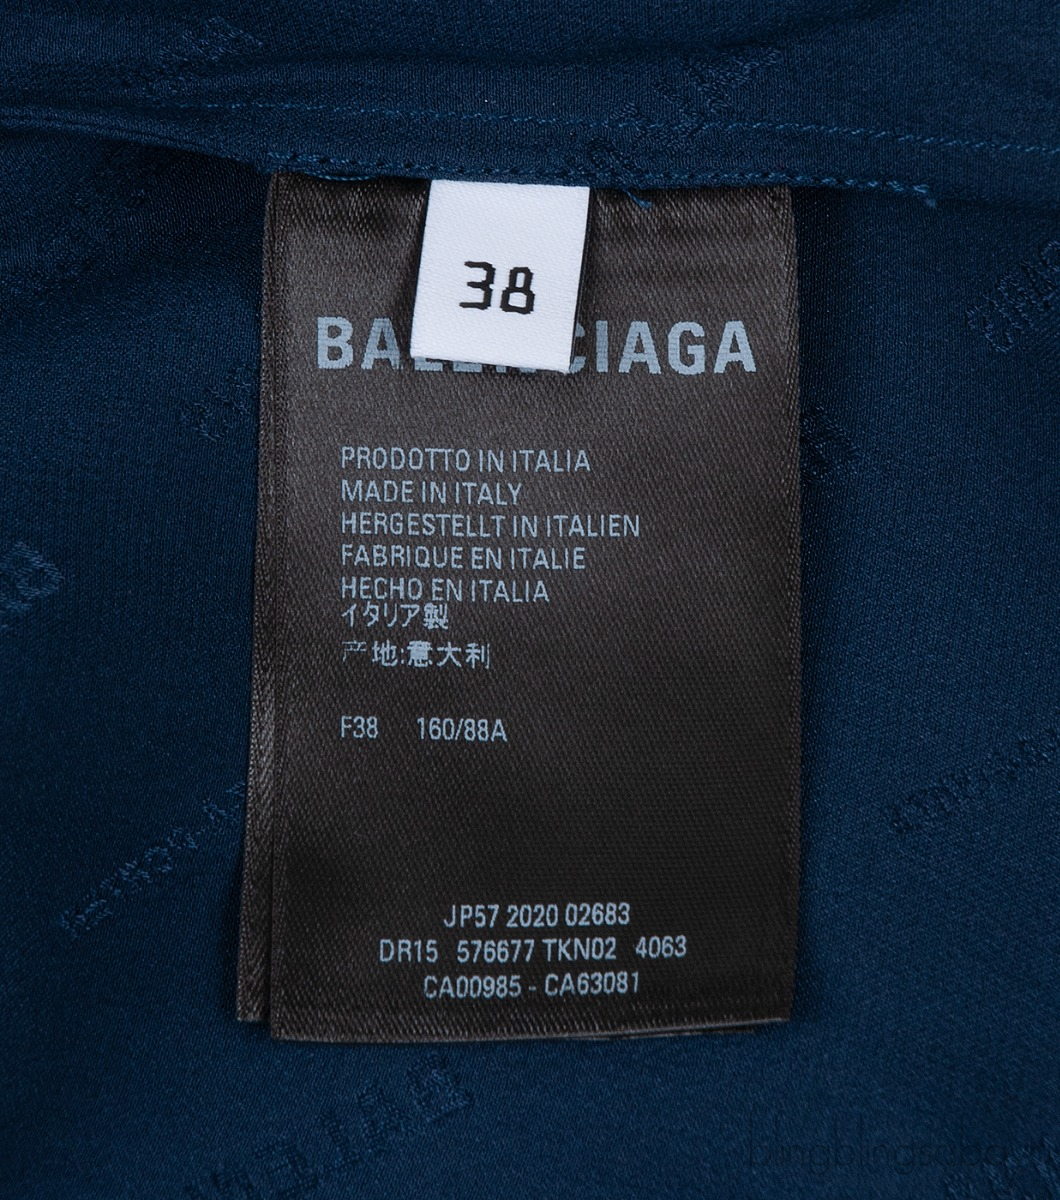 38
PRODOTTO IN ITALIA
MADE IN ITALY
HERGESTELLT IN ITALIEN
FABRIQUE EN ITALIE
HECHO EN ITALIA
イタリア製
产地:意大利
F38 160/88A
JP57 2020 02683
DR15 576677 TKN02 4063
CA00985 - CA63081